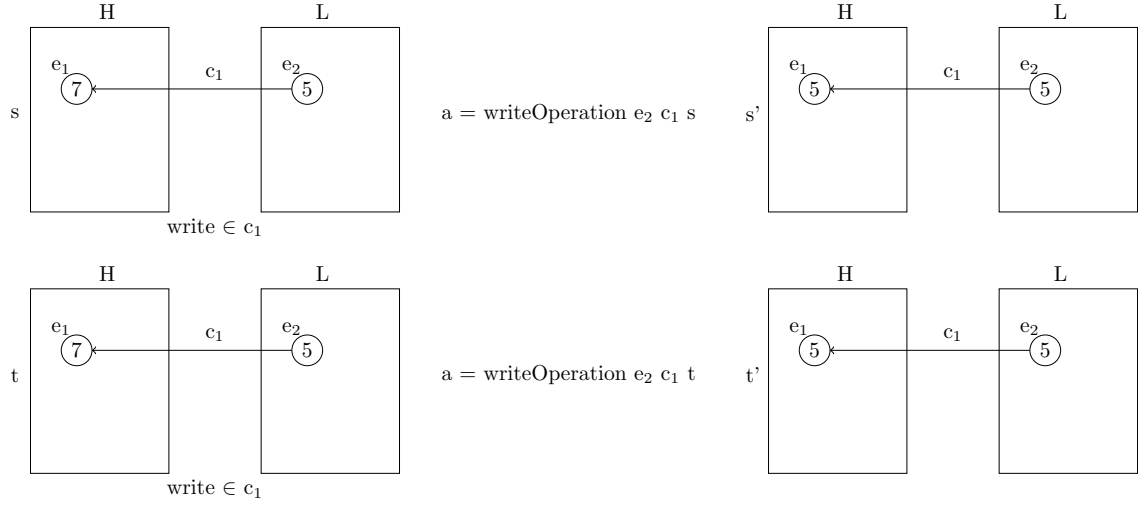 H L H L
e₁ 7 c₁ e₂ 5 e₁ 5 c₁ e₂ 5
s a = writeOperation e₂ c₁ s s'
write ∈ c₁
H L H L
e₁ 7 c₁ e₂ 5 e₁ 5 c₁ e₂ 5
t a = writeOperation e₂ c₁ t t'
write ∈ c₁